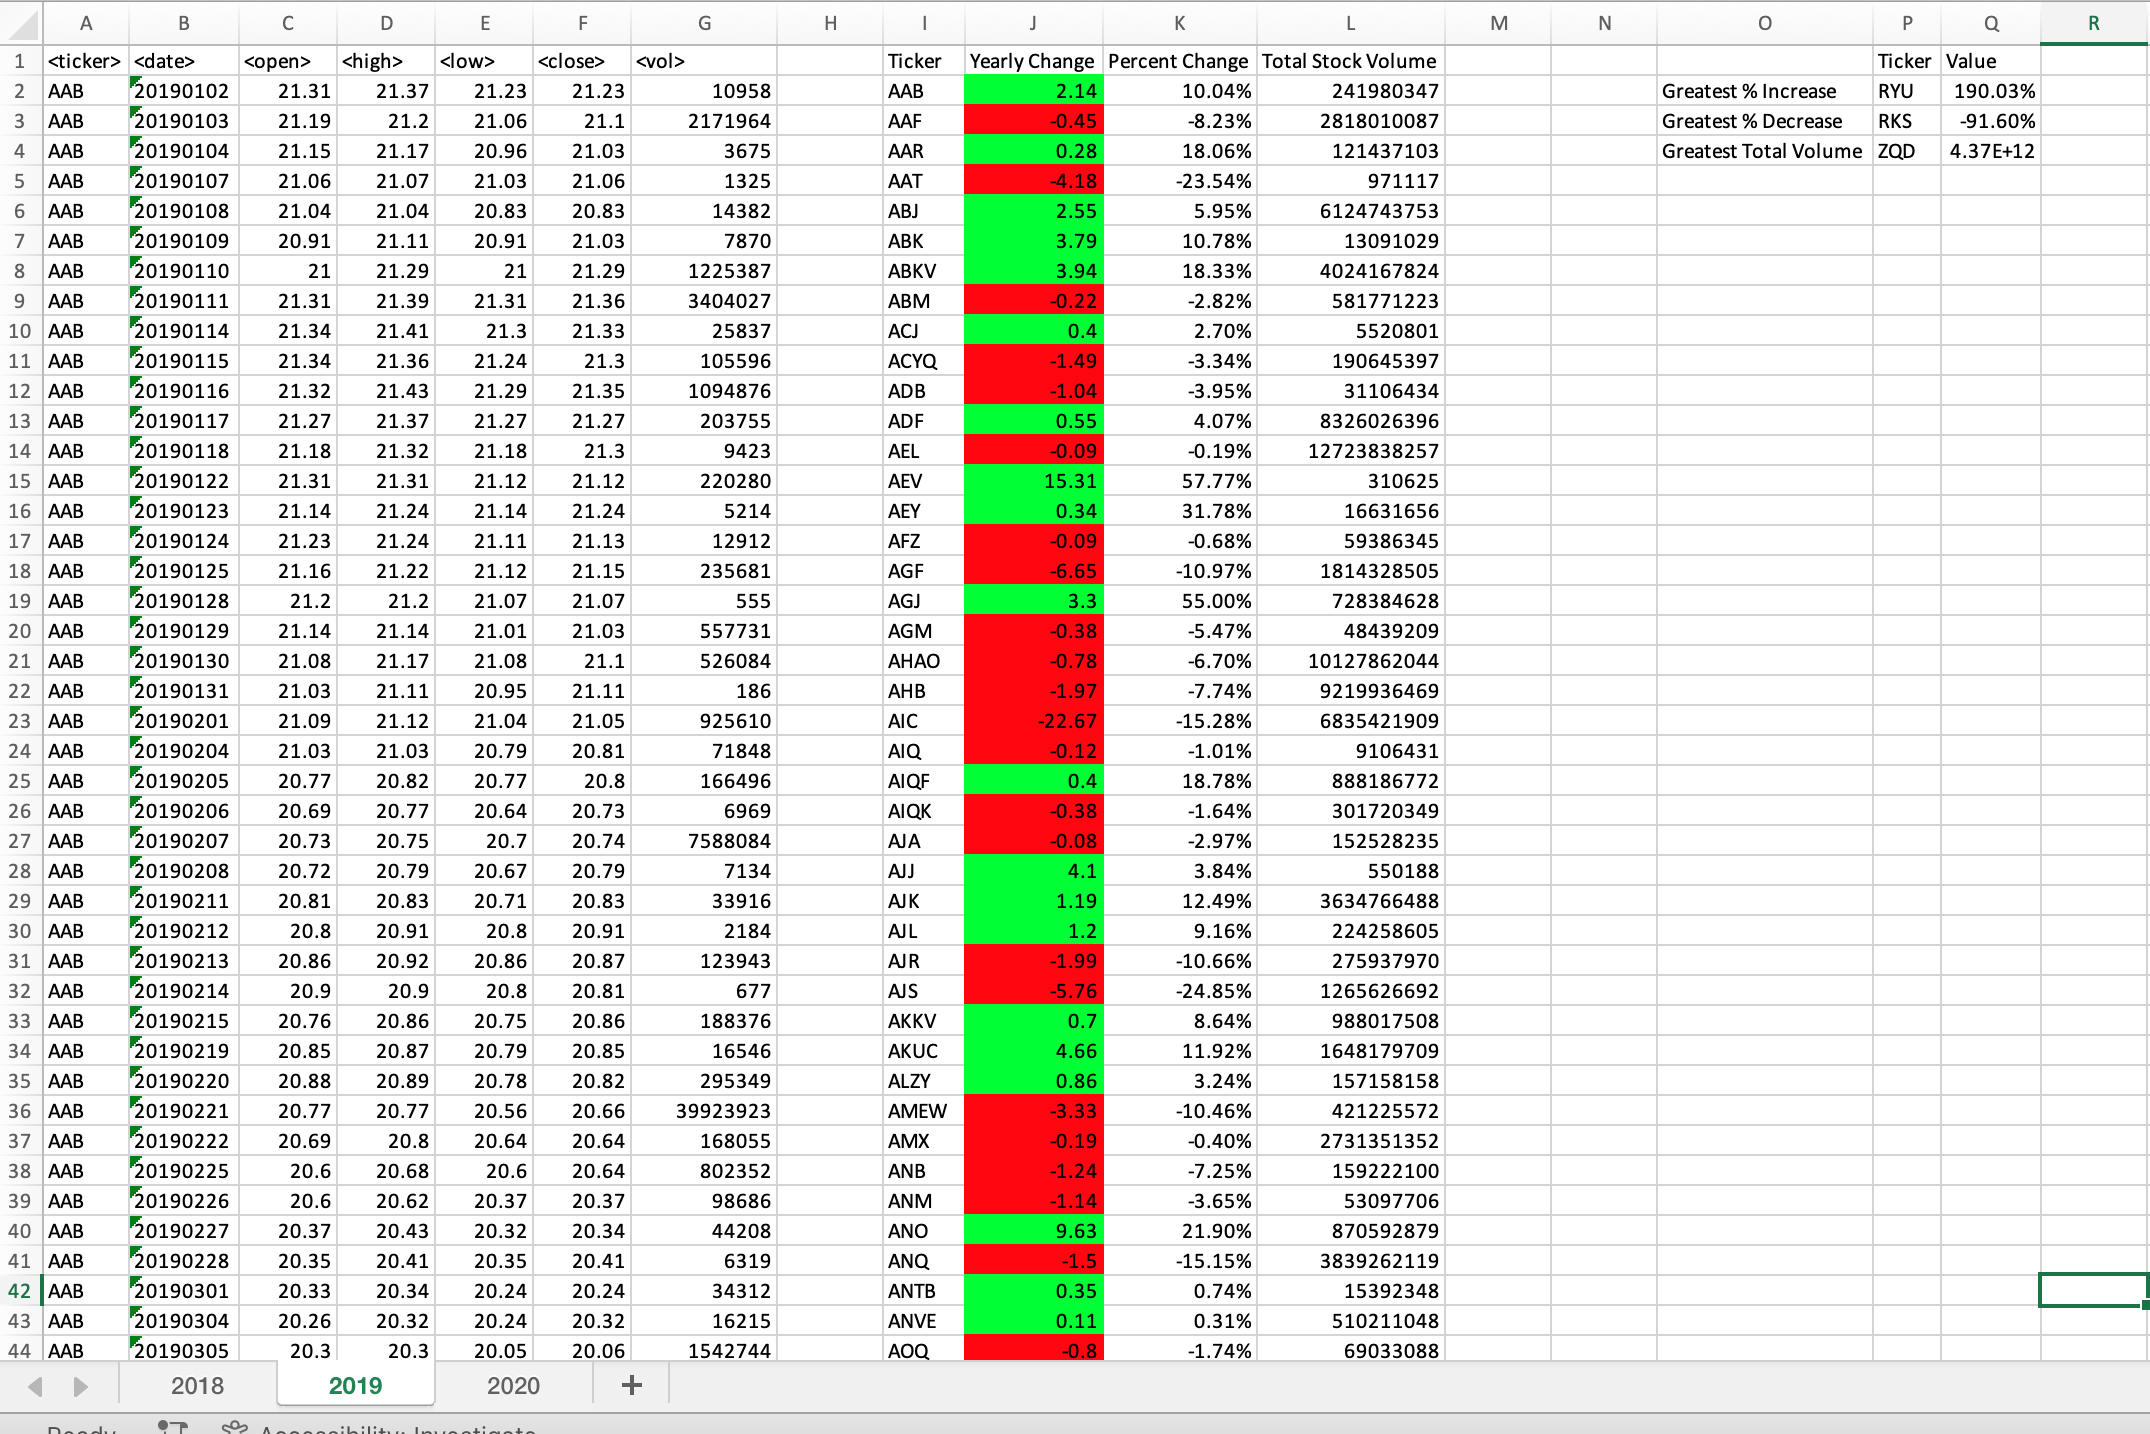 A B C D E F G H I J K L M N O P Q R
1 <ticker> <date> <open> <high> <low> <close> <vol> Ticker Yearly Change Percent Change Total Stock Volume Ticker Value
2 AAB 20190102 21.31 21.37 21.23 21.23 10958 AAB 2.14 10.04% 241980347 Greatest % Increase RYU 190.03%
3 AAB 20190103 21.19 21.2 21.06 21.1 2171964 AAF -0.45 -8.23% 2818010087 Greatest % Decrease RKS -91.60%
4 AAB 20190104 21.15 21.17 20.96 21.03 3675 AAR 0.28 18.06% 121437103 Greatest Total Volume ZQD 4.37E+12
5 AAB 20190107 21.06 21.07 21.03 21.06 1325 AAT -4.18 -23.54% 971117
6 AAB 20190108 21.04 21.04 20.83 20.83 14382 ABJ 2.55 5.95% 6124743753
7 AAB 20190109 20.91 21.11 20.91 21.03 7870 ABK 3.79 10.78% 13091029
8 AAB 20190110 21 21.29 21 21.29 1225387 ABKV 3.94 18.33% 4024167824
9 AAB 20190111 21.31 21.39 21.31 21.36 3404027 ABM -0.22 -2.82% 581771223
10 AAB 20190114 21.34 21.41 21.3 21.33 25837 ACJ 0.4 2.70% 5520801
11 AAB 20190115 21.34 21.36 21.24 21.3 105596 ACYQ -1.49 -3.34% 190645397
12 AAB 20190116 21.32 21.43 21.29 21.35 1094876 ADB -1.04 -3.95% 31106434
13 AAB 20190117 21.27 21.37 21.27 21.27 203755 ADF 0.55 4.07% 8326026396
14 AAB 20190118 21.18 21.32 21.18 21.3 9423 AEL -0.09 -0.19% 12723838257
15 AAB 20190122 21.31 21.31 21.12 21.12 220280 AEV 15.31 57.77% 310625
16 AAB 20190123 21.14 21.24 21.14 21.24 5214 AEY 0.34 31.78% 16631656
17 AAB 20190124 21.23 21.24 21.11 21.13 12912 AFZ -0.09 -0.68% 59386345
18 AAB 20190125 21.16 21.22 21.12 21.15 235681 AGF -6.65 -10.97% 1814328505
19 AAB 20190128 21.2 21.2 21.07 21.07 555 AGJ 3.3 55.00% 728384628
20 AAB 20190129 21.14 21.14 21.01 21.03 557731 AGM -0.38 -5.47% 48439209
21 AAB 20190130 21.08 21.17 21.08 21.1 526084 AHAO -0.78 -6.70% 10127862044
22 AAB 20190131 21.03 21.11 20.95 21.11 186 AHB -1.97 -7.74% 9219936469
23 AAB 20190201 21.09 21.12 21.04 21.05 925610 AIC -22.67 -15.28% 6835421909
24 AAB 20190204 21.03 21.03 20.79 20.81 71848 AIQ -0.12 -1.01% 9106431
25 AAB 20190205 20.77 20.82 20.77 20.8 166496 AIQF 0.4 18.78% 888186772
26 AAB 20190206 20.69 20.77 20.64 20.73 6969 AIQK -0.38 -1.64% 301720349
27 AAB 20190207 20.73 20.75 20.7 20.74 7588084 AJA -0.08 -2.97% 152528235
28 AAB 20190208 20.72 20.79 20.67 20.79 7134 AJJ 4.1 3.84% 550188
29 AAB 20190211 20.81 20.83 20.71 20.83 33916 AJK 1.19 12.49% 3634766488
30 AAB 20190212 20.8 20.91 20.8 20.91 2184 AJL 1.2 9.16% 224258605
31 AAB 20190213 20.86 20.92 20.86 20.87 123943 AJR -1.99 -10.66% 275937970
32 AAB 20190214 20.9 20.9 20.8 20.81 677 AJS -5.76 -24.85% 1265626692
33 AAB 20190215 20.76 20.86 20.75 20.86 188376 AKKV 0.7 8.64% 988017508
34 AAB 20190219 20.85 20.87 20.79 20.85 16546 AKUC 4.66 11.92% 1648179709
35 AAB 20190220 20.88 20.89 20.78 20.82 295349 ALZY 0.86 3.24% 157158158
36 AAB 20190221 20.77 20.77 20.56 20.66 39923923 AMEW -3.33 -10.46% 421225572
37 AAB 20190222 20.69 20.8 20.64 20.64 168055 AMX -0.19 -0.40% 2731351352
38 AAB 20190225 20.6 20.68 20.6 20.64 802352 ANB -1.24 -7.25% 159222100
39 AAB 20190226 20.6 20.62 20.37 20.37 98686 ANM -1.14 -3.65% 53097706
40 AAB 20190227 20.37 20.43 20.32 20.34 44208 ANO 9.63 21.90% 870592879
41 AAB 20190228 20.35 20.41 20.35 20.41 6319 ANQ -1.5 -15.15% 3839262119
42 AAB 20190301 20.33 20.34 20.24 20.24 34312 ANTB 0.35 0.74% 15392348
43 AAB 20190304 20.26 20.32 20.24 20.32 16215 ANVE 0.11 0.31% 510211048
44 AAB 20190305 20.3 20.3 20.05 20.06 1542744 AOQ -0.8 -1.74% 69033088
2018 2019 2020 +
Ready Accessibility: Investigate